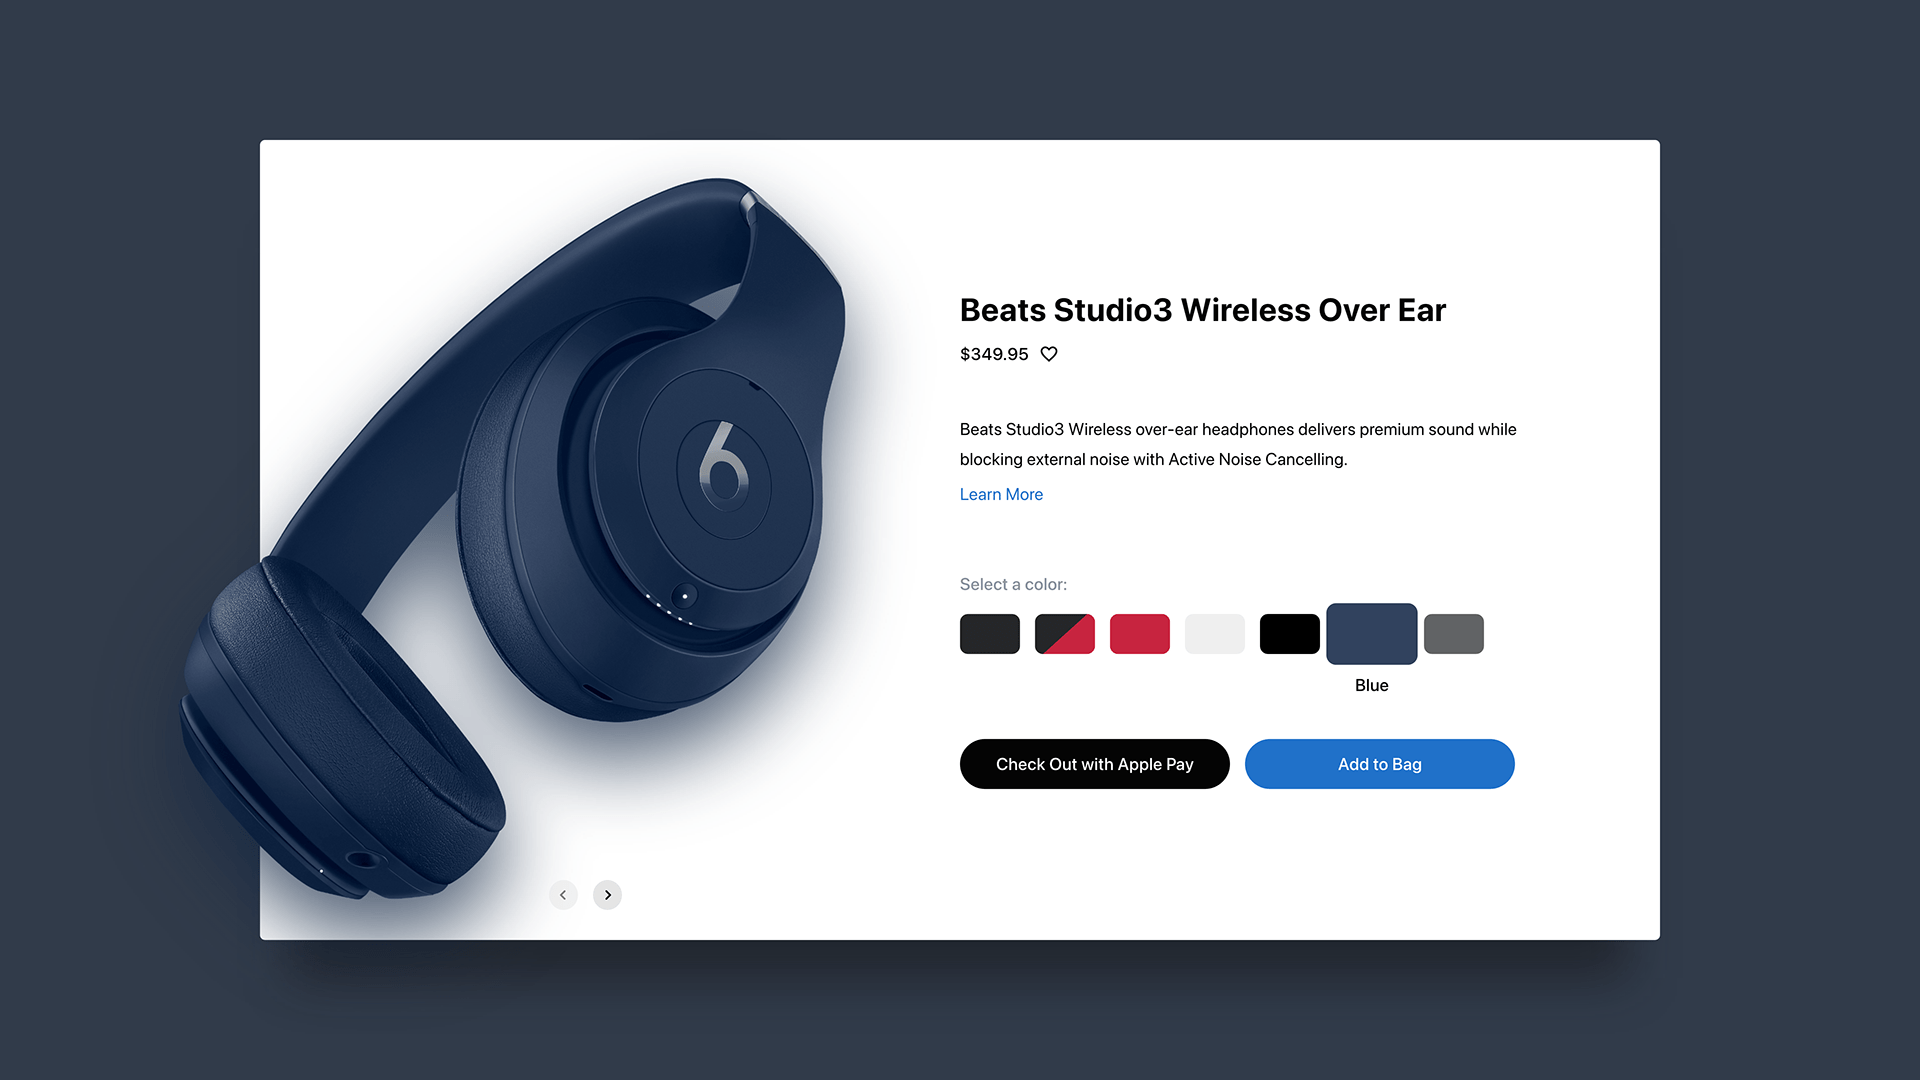 Beats Studio3 Wireless Over Ear
$349.95
Beats Studio3 Wireless over-ear headphones delivers premium sound while
blocking external noise with Active Noise Cancelling.
Learn More
Select a color:
Blue
Check Out with Apple Pay
Add to Bag